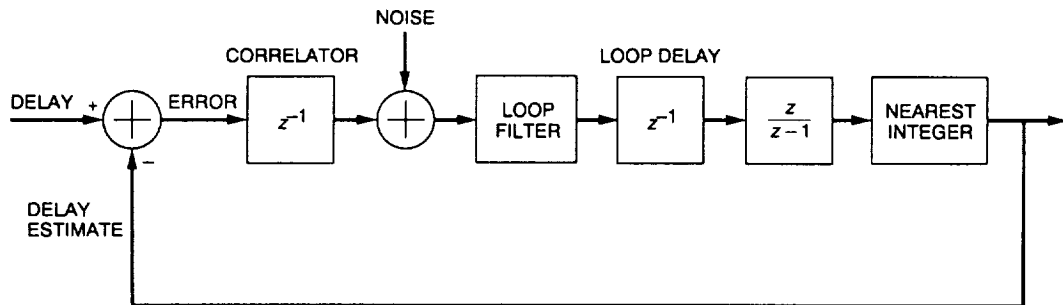 NOISE
CORRELATOR
LOOP DELAY
DELAY
+
ERROR
z⁻¹
LOOP
FILTER
z⁻¹
z
z − 1
NEAREST
INTEGER
−
DELAY
ESTIMATE